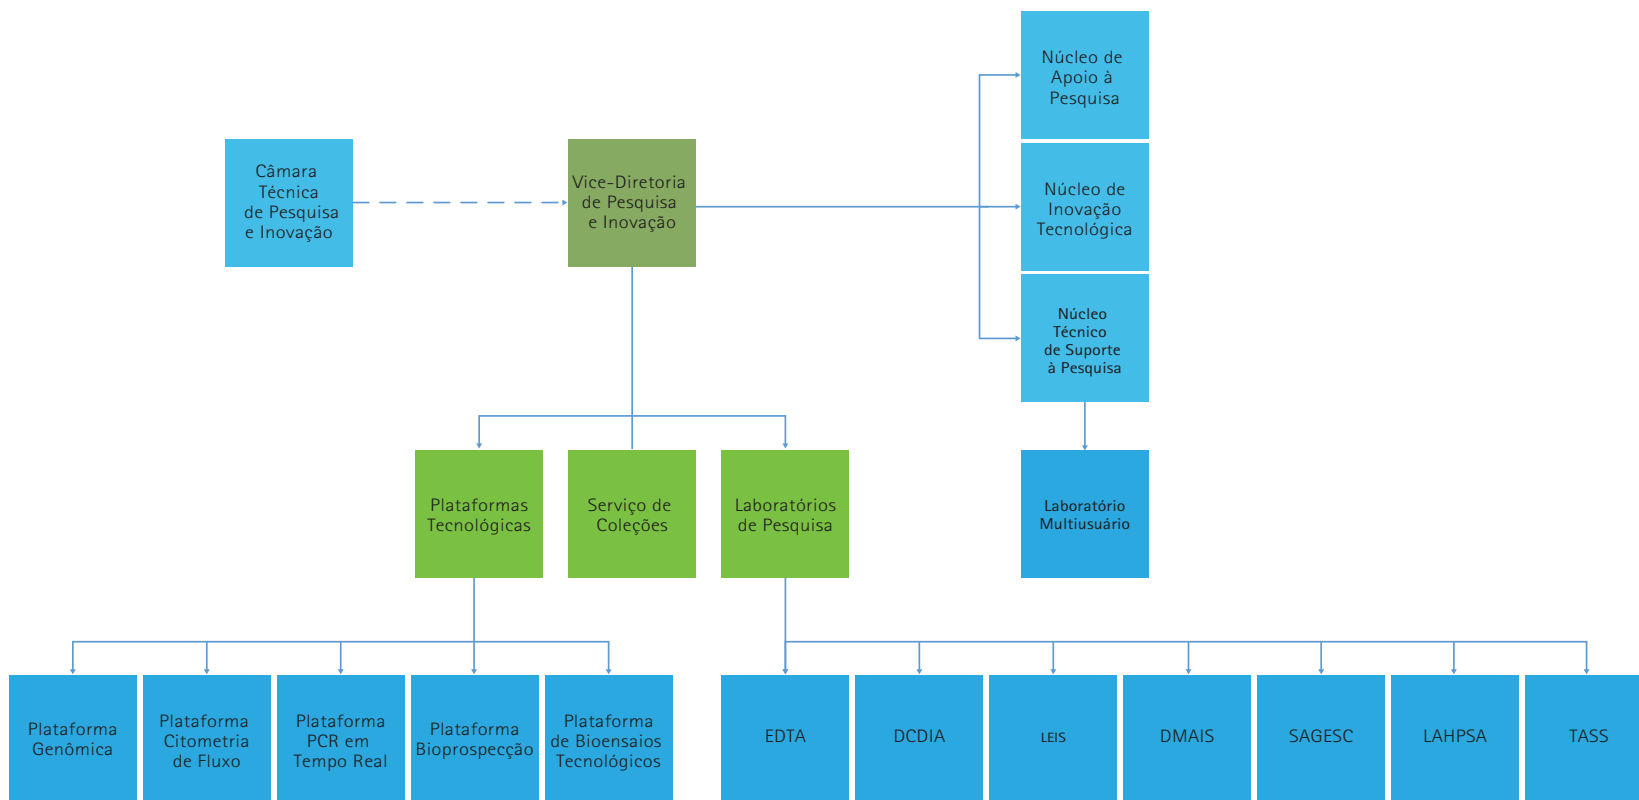 Núcleo de
Apoio à
Pesquisa
Câmara
Técnica
de Pesquisa
e Inovação
Vice-Diretoria
de Pesquisa
e Inovação
Núcleo de
Inovação
Tecnológica
Núcleo
Técnico
de Suporte
à Pesquisa
Plataformas
Tecnológicas
Serviço de
Coleções
Laboratórios
de Pesquisa
Laboratório
Multiusuário
Plataforma
Genômica
Plataforma
Citometria
de Fluxo
Plataforma
PCR em
Tempo Real
Plataforma
Bioprospecção
Plataforma
de Bioensaios
Tecnológicos
EDTA
DCDIA
LEIS
DMAIS
SAGESC
LAHPSA
TASS